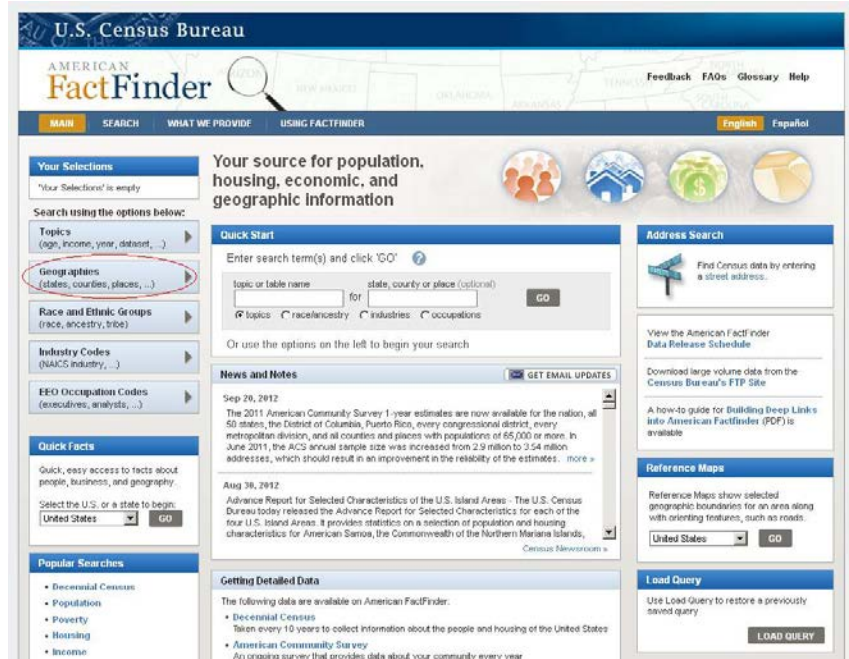 U.S. Census Bureau
AMERICAN
FactFinder
Feedback FAQs Glossary Help
MAIN SEARCH WHAT WE PROVIDE USING FACTFINDER
English Español
Your Selections
'Your Selections' is empty
Search using the options below:
Topics
(age, income, year, dataset, ...)
Geographies
(states, counties, places, ...)
Race and Ethnic Groups
(race, ancestry, tribe)
Industry Codes
(NAICS industry, ...)
EEO Occupation Codes
(executives, analysts, ...)
Quick Facts
Quick, easy access to facts about
people, business, and geography.
Select the U.S. or a state to begin:
United States GO
Popular Searches
• Decennial Census
• Population
• Poverty
• Housing
• Income
Your source for population,
housing, economic, and
geographic information
Quick Start
Enter search term(s) and click 'GO' ?
topic or table name state, county or place (optional)
for GO
topics race/ancestry industries occupations
Or use the options on the left to begin your search
News and Notes GET EMAIL UPDATES
Sep 20, 2012
The 2011 American Community Survey 1-year estimates are now available for the nation, all
50 states, the District of Columbia, Puerto Rico, every congressional district, every
metropolitan division, and all counties and places with populations of 65,000 or more. In
June 2011, the ACS annual sample size was increased from 2.9 million to 3.54 million
addresses, which should result in an improvement in the reliability of the estimates. more »
Aug 30, 2012
Advance Report for Selected Characteristics of the U.S. Island Areas - The U.S. Census
Bureau today released the Advance Report for Selected Characteristics for each of the
four U.S. Island Areas. It provides statistics on a selection of population and housing
characteristics for American Samoa, the Commonwealth of the Northern Mariana Islands,
Census Newsroom »
Getting Detailed Data
The following data are available on American FactFinder:
• Decennial Census
Taken every 10 years to collect information about the people and housing of the United States
• American Community Survey
An ongoing survey that provides data about your community every year
Address Search
Find Census data by entering
a street address.
View the American FactFinder
Data Release Schedule
Download large volume data from the
Census Bureau's FTP Site
A how-to guide for Building Deep Links
into American Factfinder (PDF) is
available
Reference Maps
Reference Maps show selected
geographic boundaries for an area along
with orienting features, such as roads.
United States GO
Load Query
Use Load Query to restore a previously
saved query
LOAD QUERY